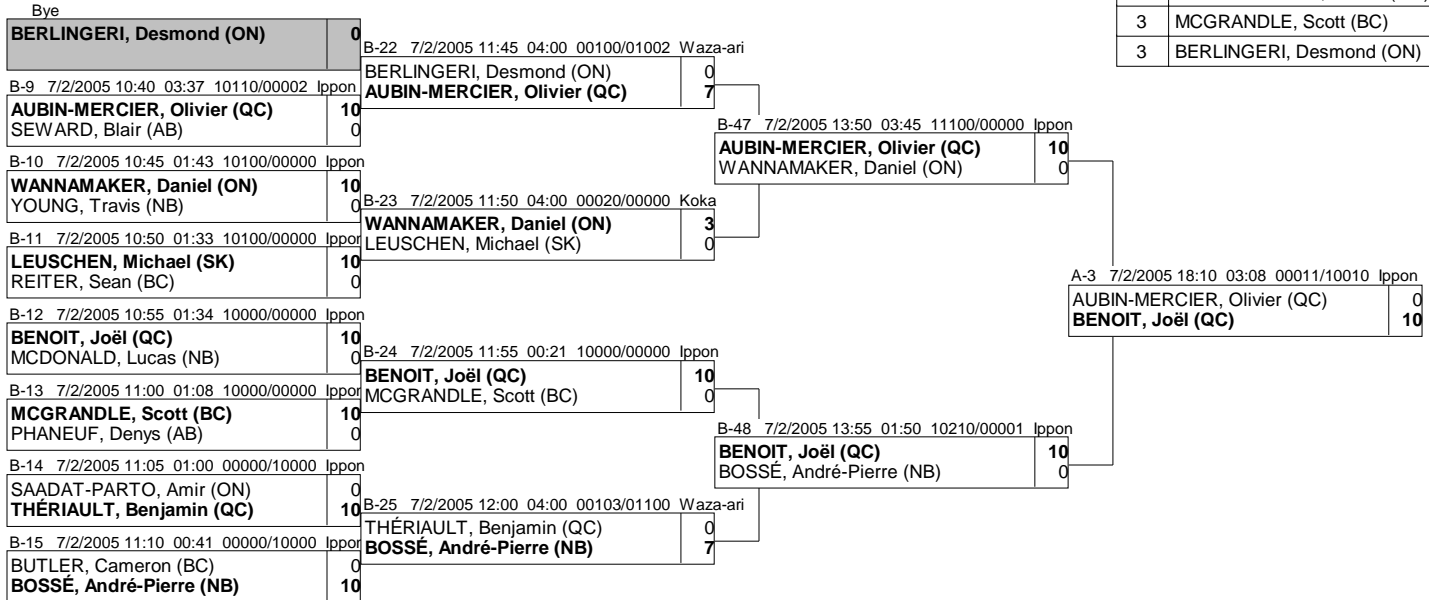 Bye
BERLINGERI, Desmond (ON) 0
B-9 7/2/2005 10:40 03:37 10110/00002 Ippon
AUBIN-MERCIER, Olivier (QC) 10
SEWARD, Blair (AB) 0
B-10 7/2/2005 10:45 01:43 10100/00000 Ippon
WANNAMAKER, Daniel (ON) 10
YOUNG, Travis (NB) 0
B-11 7/2/2005 10:50 01:33 10100/00000 Ippon
LEUSCHEN, Michael (SK) 10
REITER, Sean (BC) 0
B-12 7/2/2005 10:55 01:34 10000/00000 Ippon
BENOIT, Joël (QC) 10
MCDONALD, Lucas (NB) 0
B-13 7/2/2005 11:00 01:08 10000/00000 Ippon
MCGRANDLE, Scott (BC) 10
PHANEUF, Denys (AB) 0
B-14 7/2/2005 11:05 01:00 00000/10000 Ippon
SAADAT-PARTO, Amir (ON) 0
THÉRIAULT, Benjamin (QC) 10
B-15 7/2/2005 11:10 00:41 00000/10000 Ippon
BUTLER, Cameron (BC) 0
BOSSÉ, André-Pierre (NB) 10
B-22 7/2/2005 11:45 04:00 00100/01002 Waza-ari
BERLINGERI, Desmond (ON) 0
AUBIN-MERCIER, Olivier (QC) 7
B-23 7/2/2005 11:50 04:00 00020/00000 Koka
WANNAMAKER, Daniel (ON) 3
LEUSCHEN, Michael (SK) 0
B-24 7/2/2005 11:55 00:21 10000/00000 Ippon
BENOIT, Joël (QC) 10
MCGRANDLE, Scott (BC) 0
B-25 7/2/2005 12:00 04:00 00103/01100 Waza-ari
THÉRIAULT, Benjamin (QC) 0
BOSSÉ, André-Pierre (NB) 7
B-47 7/2/2005 13:50 03:45 11100/00000 Ippon
AUBIN-MERCIER, Olivier (QC) 10
WANNAMAKER, Daniel (ON) 0
B-48 7/2/2005 13:55 01:50 10210/00001 Ippon
BENOIT, Joël (QC) 10
BOSSÉ, André-Pierre (NB) 0
A-3 7/2/2005 18:10 03:08 00011/10010 Ippon
AUBIN-MERCIER, Olivier (QC) 0
BENOIT, Joël (QC) 10
3 MCGRANDLE, Scott (BC)
3 BERLINGERI, Desmond (ON)